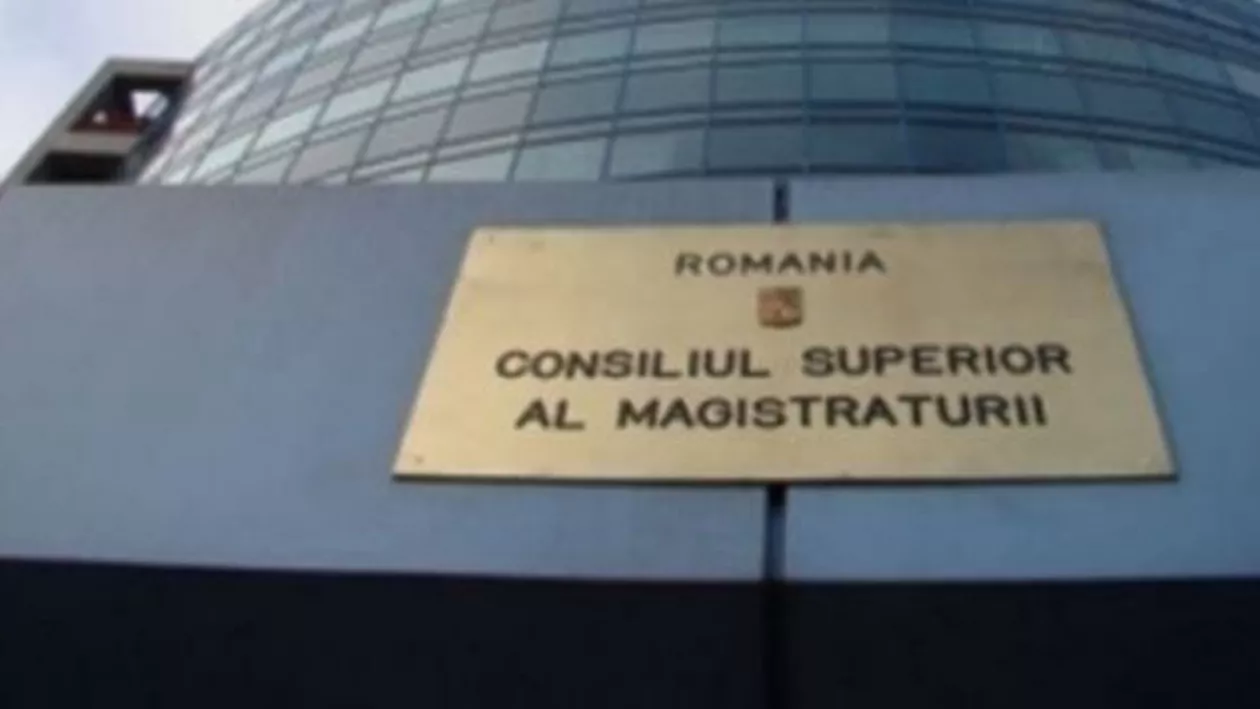 ROMANIA
CONSILIUL SUPERIOR
AL MAGISTRATURII